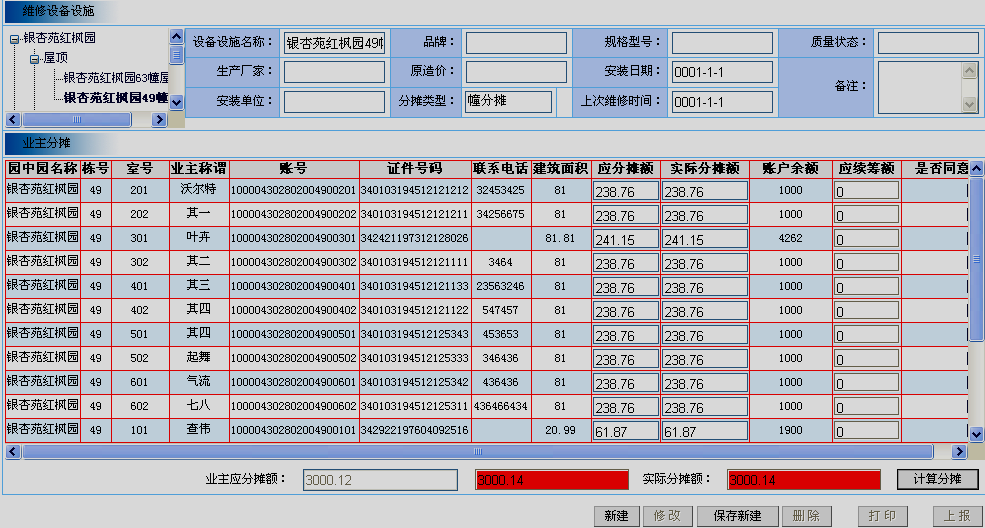 维修设备设施
银杏苑红枫园
屋顶
银杏苑红枫园63幢屋
银杏苑红枫园49幢
设备设施名称： 银杏苑红枫园49幢 品牌： 规格型号： 质量状态：
生产厂家： 原造价： 安装日期： 0001-1-1 备注：
安装单位： 分摊类型： 幢分摊 上次维修时间： 0001-1-1
业主分摊
园中园名称 栋号 室号 业主称谓 账号 证件号码 联系电话 建筑面积 应分摊额 实际分摊额 账户余额 应续筹额 是否同意
银杏苑红枫园 49 201 沃尔特 100004302802004900201 340103194512121212 32453425 81 238.76 238.76 1000 0
银杏苑红枫园 49 202 其一 100004302802004900202 340103194512121211 34256675 81 238.76 238.76 1000 0
银杏苑红枫园 49 301 叶卉 100004302802004900301 342421197312128026 81.81 241.15 241.15 4262 0
银杏苑红枫园 49 302 其二 100004302802004900302 340103194512121111 3464 81 238.76 238.76 1000 0
银杏苑红枫园 49 401 其三 100004302802004900401 340103194512121133 23563246 81 238.76 238.76 1000 0
银杏苑红枫园 49 402 其四 100004302802004900402 340103194512121122 547457 81 238.76 238.76 1000 0
银杏苑红枫园 49 501 其四 100004302802004900501 340103194512125343 453653 81 238.76 238.76 1000 0
银杏苑红枫园 49 502 起舞 100004302802004900502 340103194512125333 346436 81 238.76 238.76 1000 0
银杏苑红枫园 49 601 气流 100004302802004900601 340103194512125342 436436 81 238.76 238.76 1000 0
银杏苑红枫园 49 602 七八 100004302802004900602 340103194512125311 436466434 81 238.76 238.76 1000 0
银杏苑红枫园 49 101 查伟 100004302802004900101 342922197604092516 20.99 61.87 61.87 1900 0
业主应分摊额： 3000.12 3000.14 实际分摊额： 3000.14 计算分摊
新建 修改 保存新建 删除 打印 上报